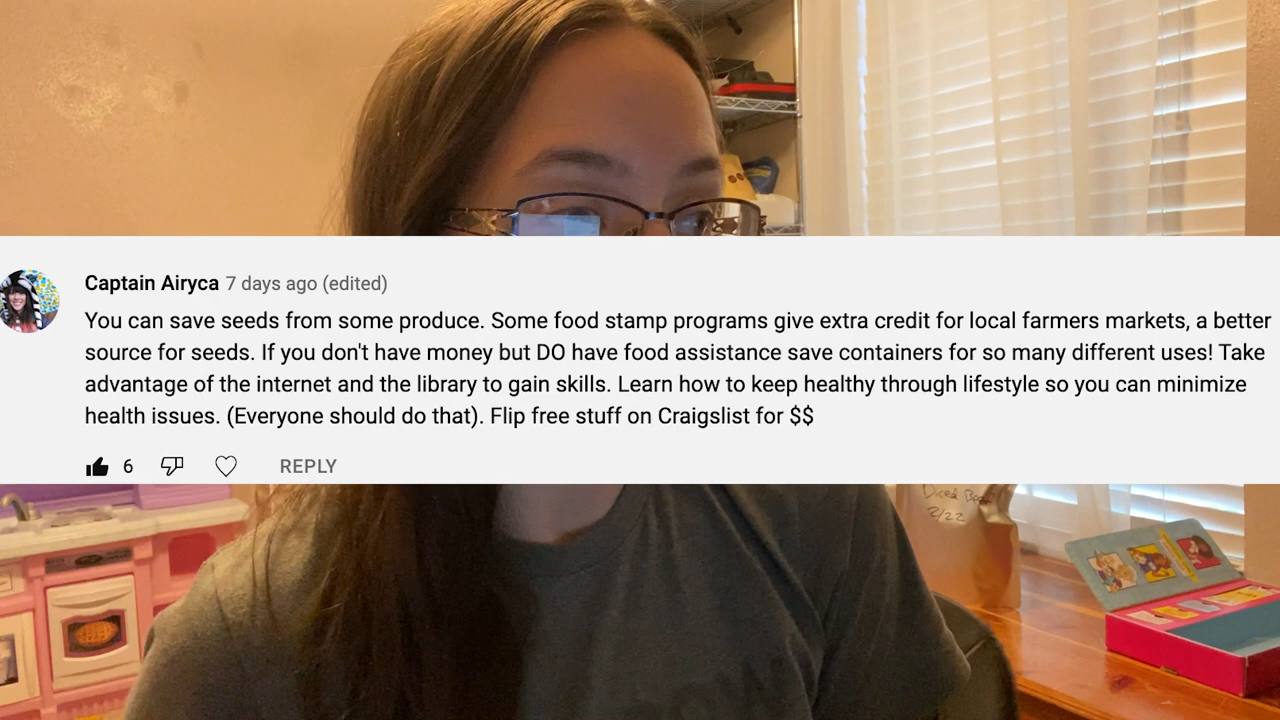 Captain Airyca 7 days ago (edited)
You can save seeds from some produce. Some food stamp programs give extra credit for local farmers markets, a better
source for seeds. If you don't have money but DO have food assistance save containers for so many different uses! Take
advantage of the internet and the library to gain skills. Learn how to keep healthy through lifestyle so you can minimize
health issues. (Everyone should do that). Flip free stuff on Craigslist for $$
6 REPLY
Diced Beef
2/22